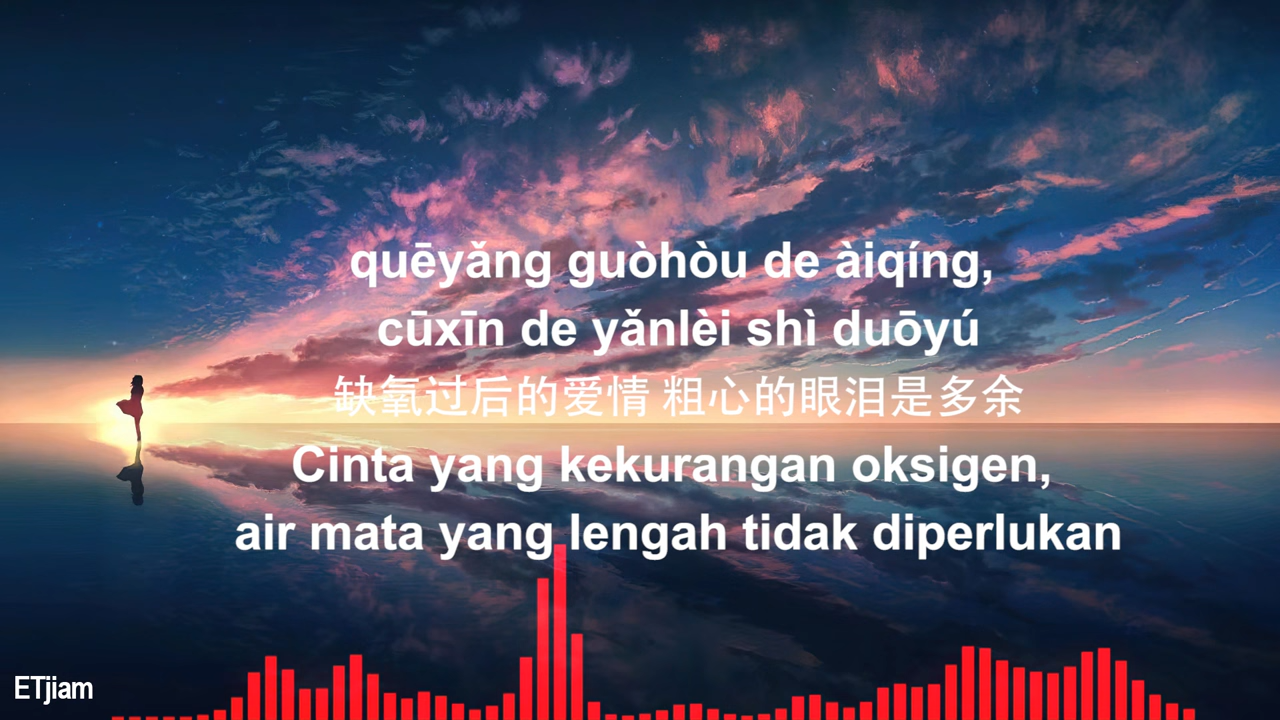 quēyǎng guòhòu de àiqíng,
cūxīn de yǎnlèi shì duōyú
缺氧过后的爱情 粗心的眼泪是多余
Cinta yang kekurangan oksigen,
air mata yang lengah tidak diperlukan
ETjiam